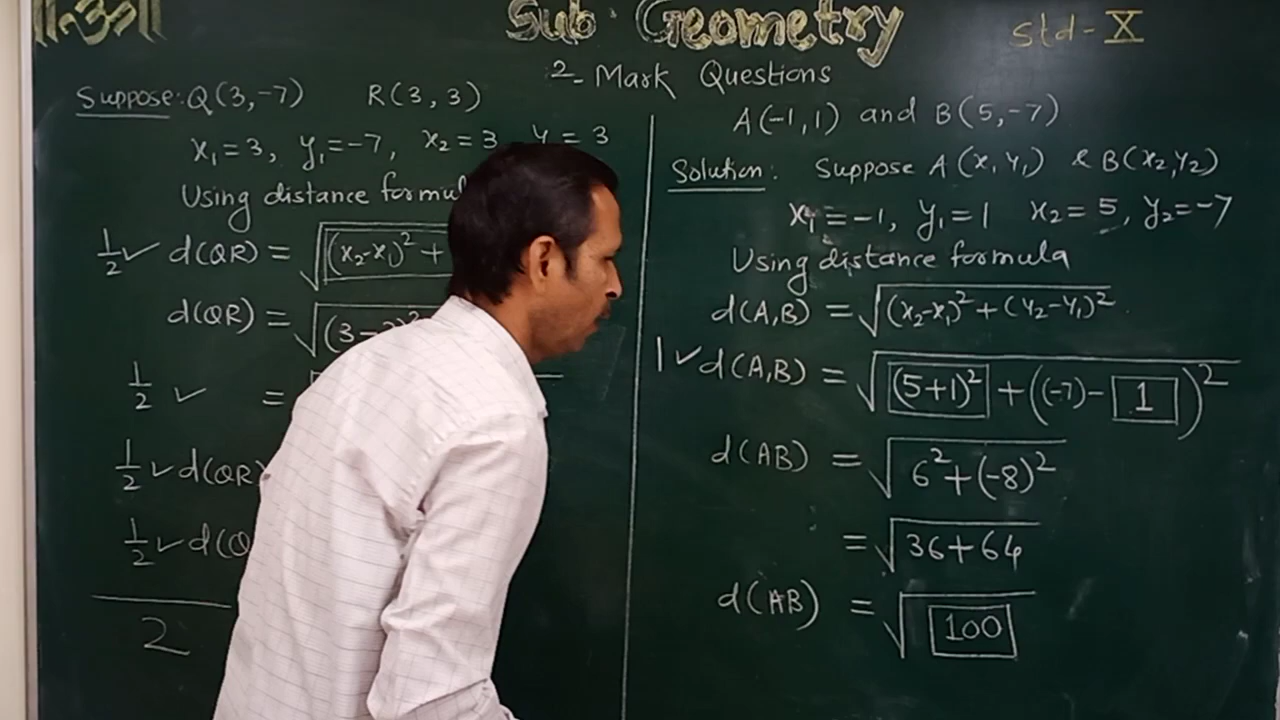 ॥ॐ॥
Sub. Geometry
Std - X
2- Mark Questions
Suppose: Q(3,-7) R(3,3)
x₁=3, y₁=-7, x₂=3 y = 3
Using distance
½ ✓ d(QR) = √(x₂-x₁)² +
d(QR) = √(3-
½ ✓ =
½ ✓ d(QR)
½ ✓
2
A(-1,1) and B(5,-7)
Solution: Suppose A(x, y₁) & B(x₂,y₂)
x₁=-1, y₁=1 x₂=5, y₂=-7
Using distance formula
d(A,B) = √(x₂-x₁)²+(y₂-y₁)²
1 ✓ d(A,B) = √(5+1)² + ((-7)- 1 )²
d(AB) = √6²+(-8)²
= √36+64
d(AB) = √100